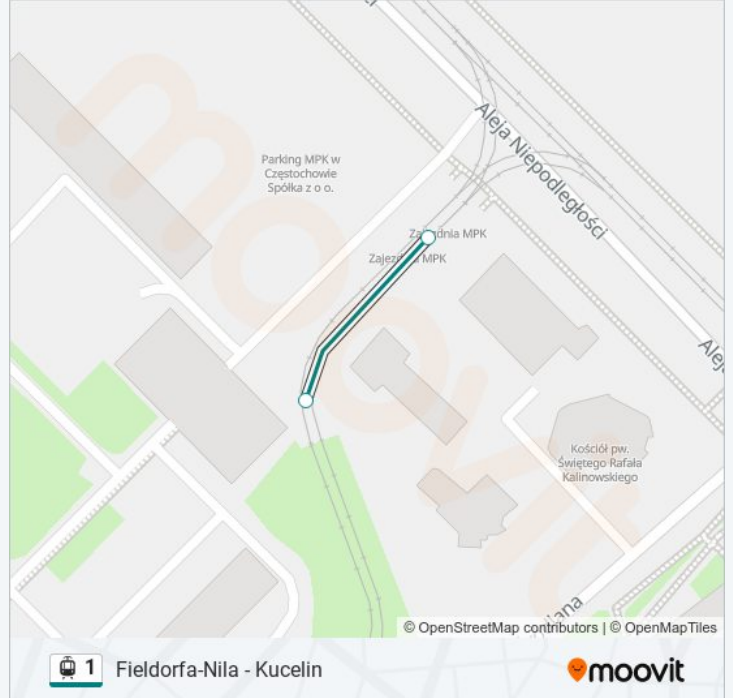 Aleja Niepodległości
Parking MPK w
Częstochowie
Spółka z o o.
Zajezdnia MPK
Zajezdnia MPK
Kościół pw.
Świętego Rafała
Kalinowskiego
© OpenStreetMap contributors | © OpenMapTiles
1 Fieldorfa-Nila - Kucelin
moovit
moovit